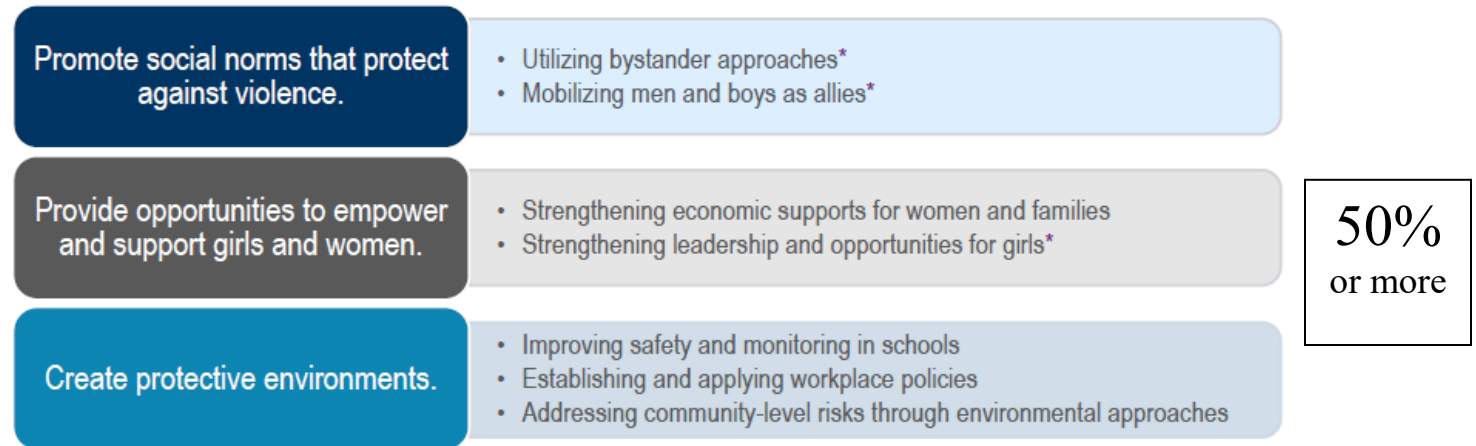 Promote social norms that protect
against violence.
• Utilizing bystander approaches*
• Mobilizing men and boys as allies*
Provide opportunities to empower
and support girls and women.
• Strengthening economic supports for women and families
• Strengthening leadership and opportunities for girls*
50%
or more
Create protective environments.
• Improving safety and monitoring in schools
• Establishing and applying workplace policies
• Addressing community-level risks through environmental approaches